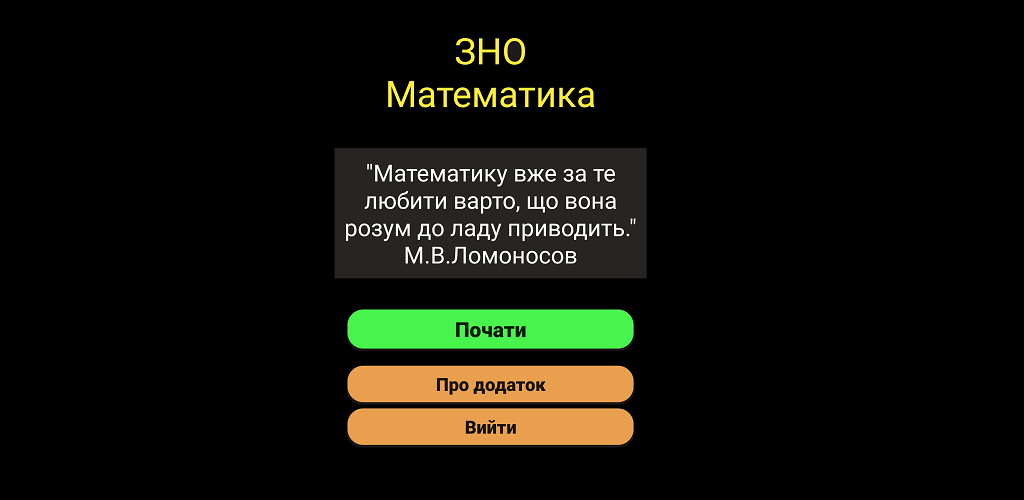 ЗНО
Математика
"Математику вже за те
любити варто, що вона
розум до ладу приводить."
М.В.Ломоносов
Почати
Про додаток
Вийти